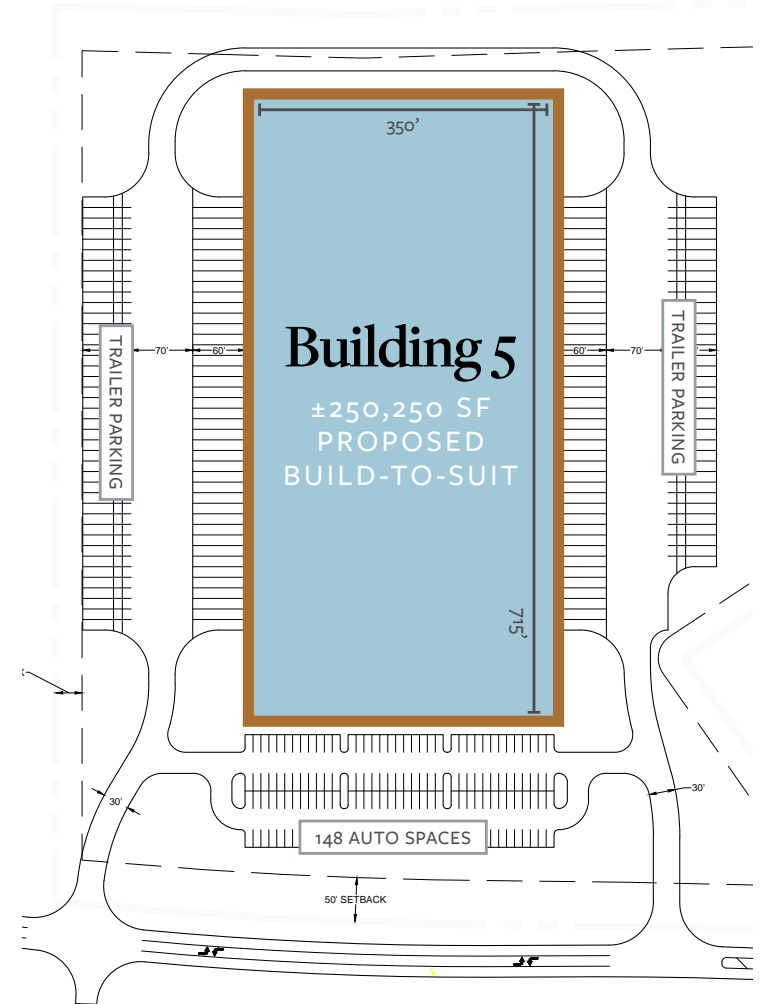 350’
Building 5
±250,250 SF
PROPOSED
BUILD-TO-SUIT
715’
TRAILER PARKING
70'
60'
60'
70'
TRAILER PARKING
30'
30'
148 AUTO SPACES
50' SETBACK